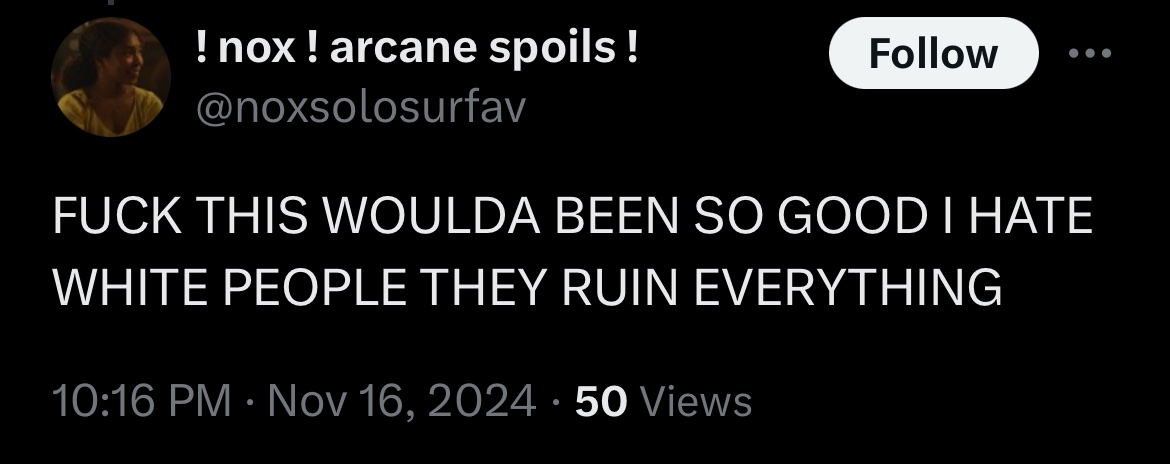 ! nox ! arcane spoils !
Follow
@noxsolosurfav
FUCK THIS WOULDA BEEN SO GOOD I HATE
WHITE PEOPLE THEY RUIN EVERYTHING
10:16 PM · Nov 16, 2024 · 50 Views